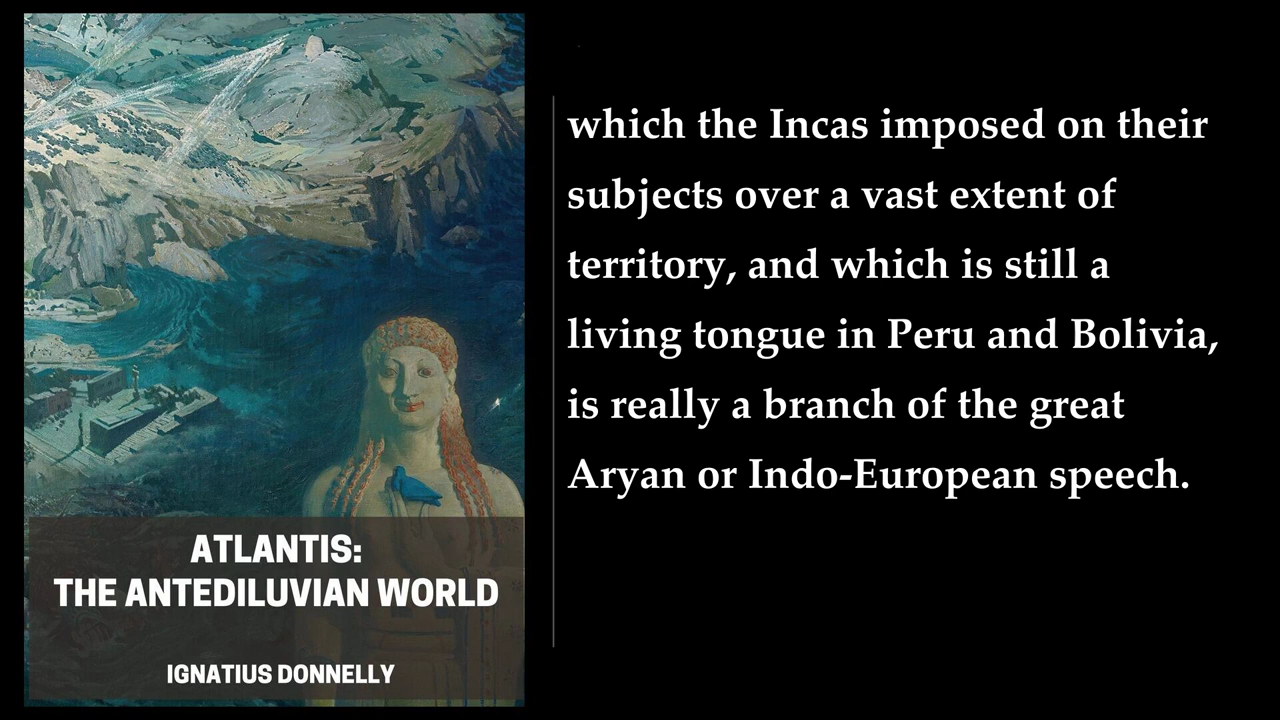 ATLANTIS:
THE ANTEDILUVIAN WORLD
IGNATIUS DONNELLY
which the Incas imposed on their
subjects over a vast extent of
territory, and which is still a
living tongue in Peru and Bolivia,
is really a branch of the great
Aryan or Indo-European speech.